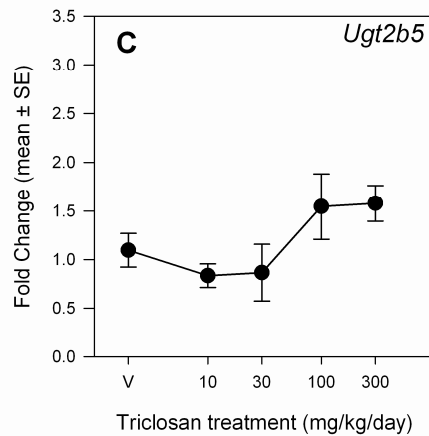 C
Ugt2b5
Fold Change (mean ± SE)
3.5
3.0
2.5
2.0
1.5
1.0
0.5
0.0
V 10 30 100 300
Triclosan treatment (mg/kg/day)